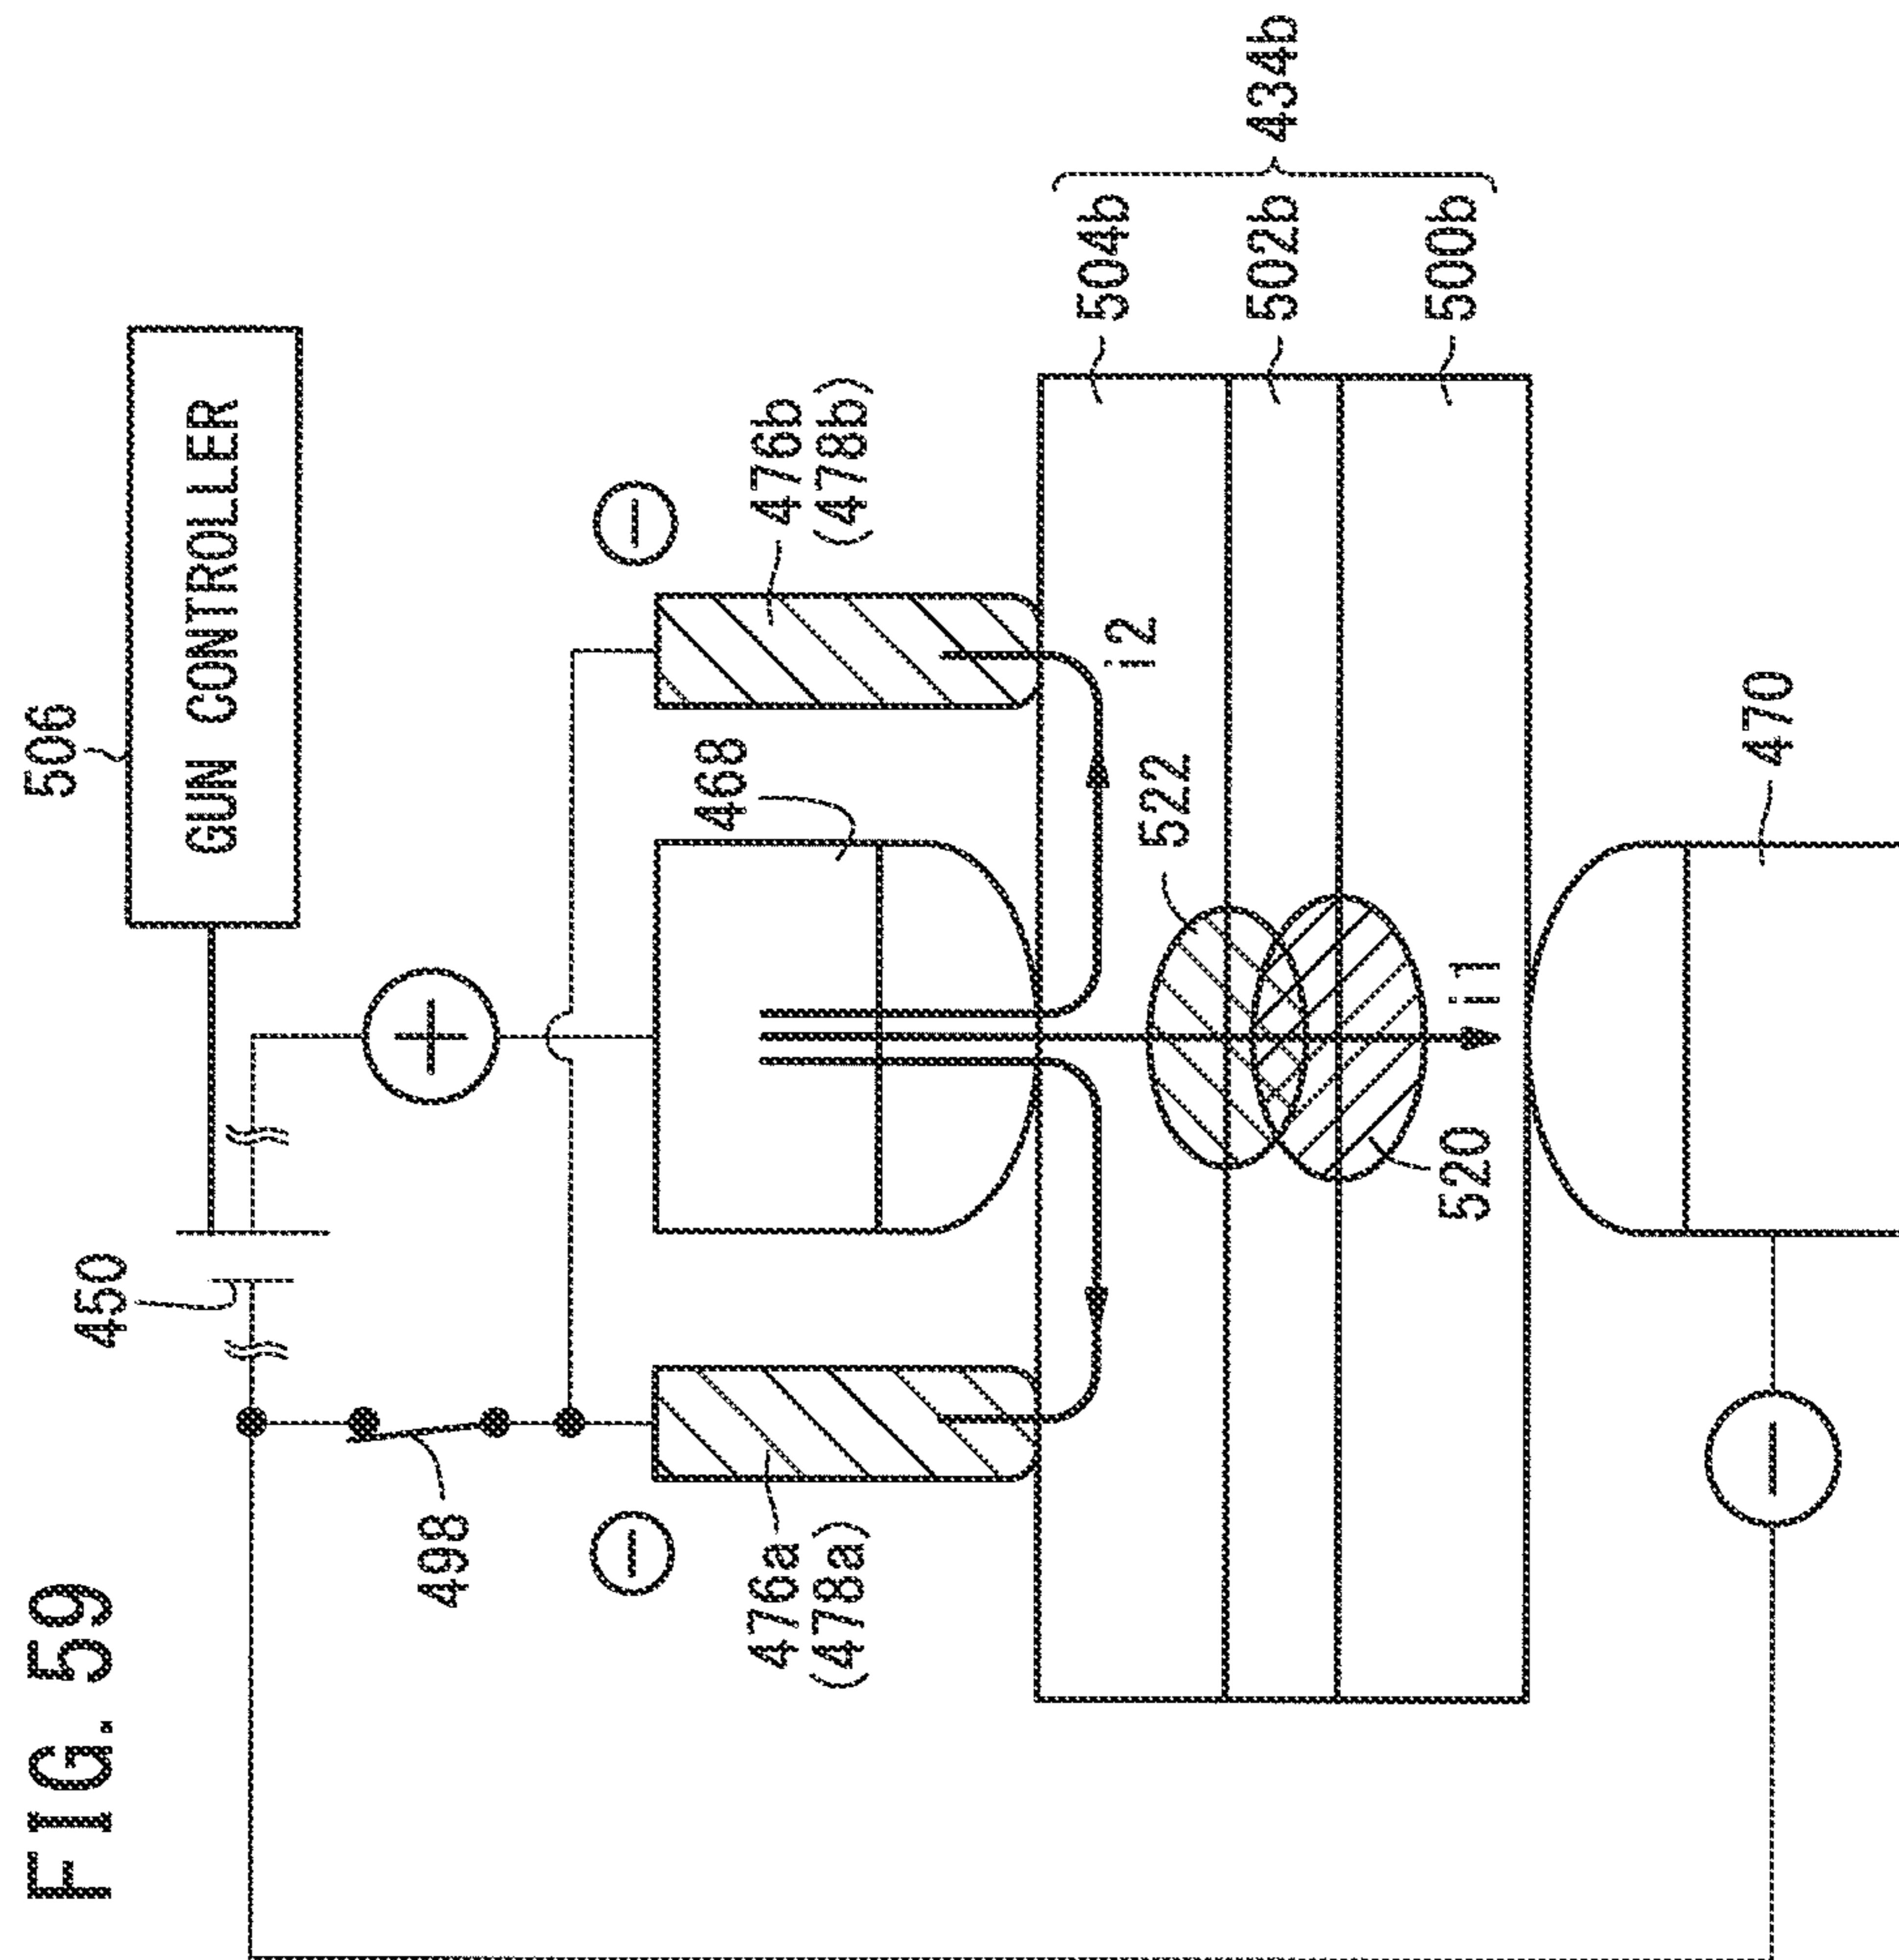 FIG. 59
506
GUN CONTROLLER
450
+
498
−
−
476a
(478a)
468
476b
(478b)
i2
522
520
i1
504b
502b
500b
434b
470
−